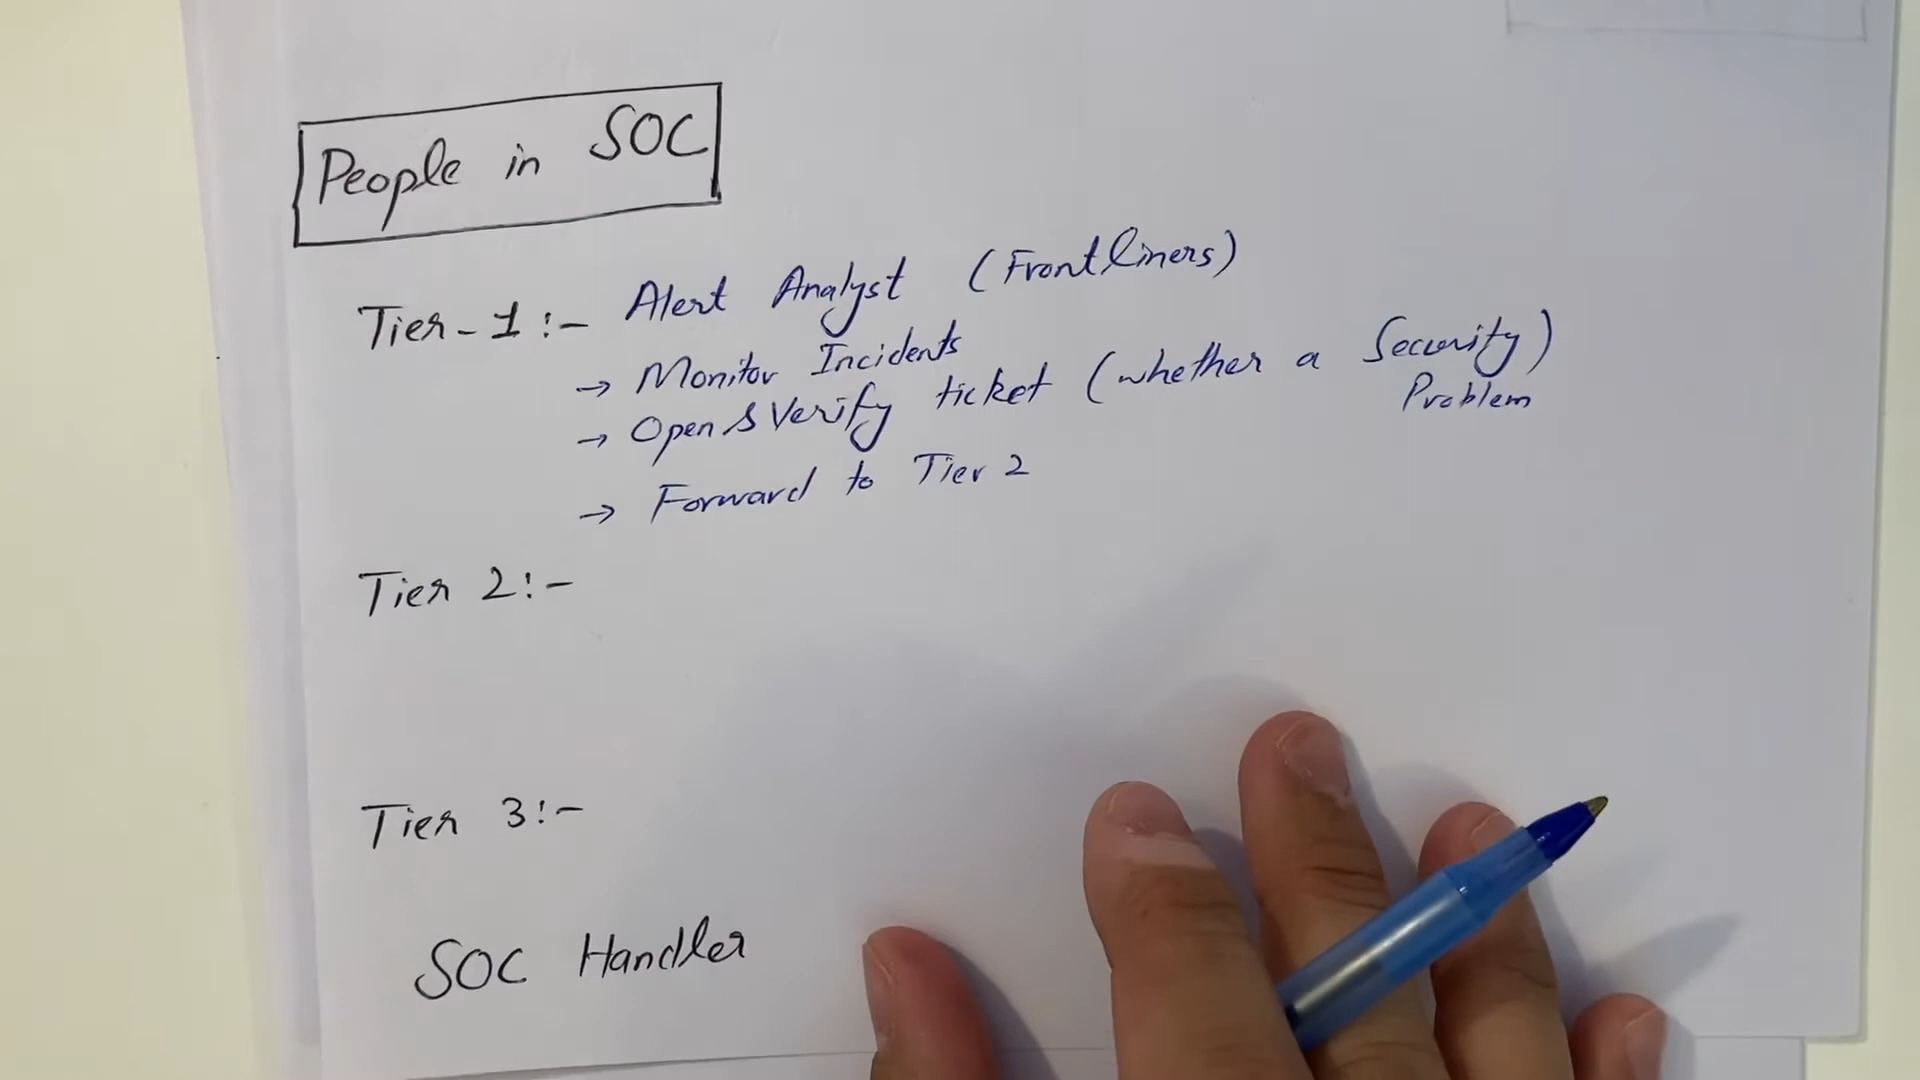 People in SOC
Tier-1:- Alert Analyst (Frontliners)
→ Monitor Incidents
→ Open & Verify ticket (whether a Security)
Problem
→ Forward to Tier 2
Tier 2:-
Tier 3:-
SOC Handler